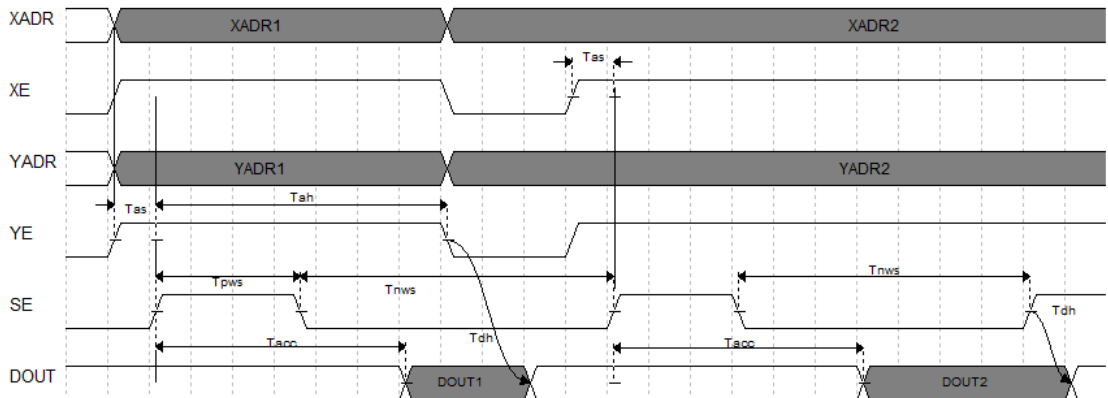 XADR XADR1 XADR2
Tas
XE
YADR YADR1 YADR2
Tas Tah
YE
Tpws Tnws Tnws
SE
Tdh Tdh
Tacc Tacc
DOUT DOUT1 DOUT2